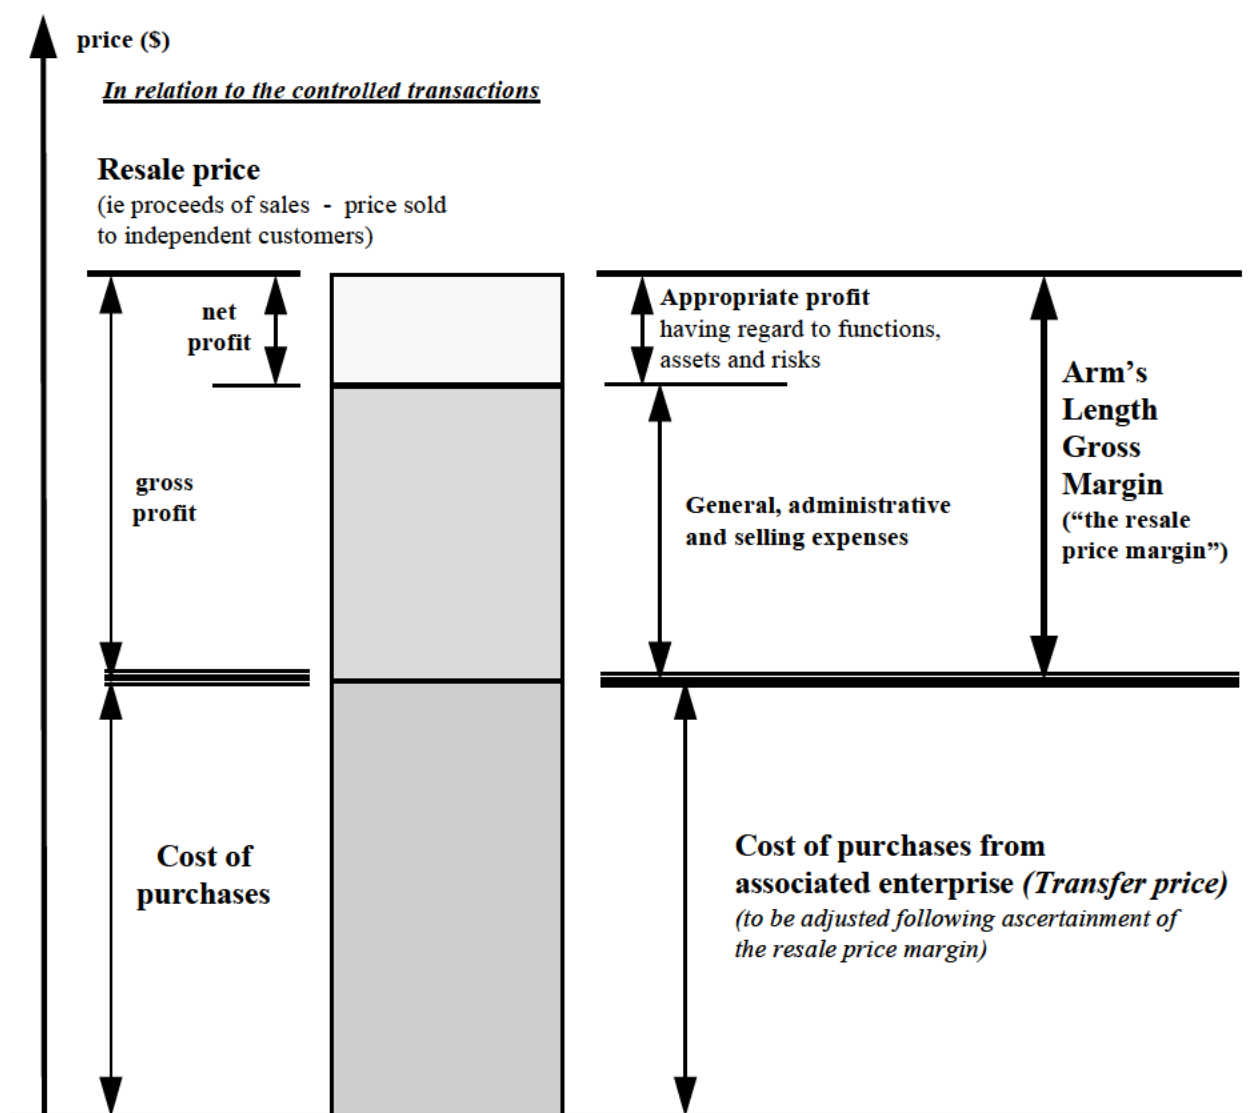 price ($)
In relation to the controlled transactions
Resale price
(ie proceeds of sales - price sold
to independent customers)
net
profit
gross
profit
Cost of
purchases
Appropriate profit
having regard to functions,
assets and risks
General, administrative
and selling expenses
Arm’s
Length
Gross
Margin
(“the resale
price margin”)
Cost of purchases from
associated enterprise (Transfer price)
(to be adjusted following ascertainment of
the resale price margin)